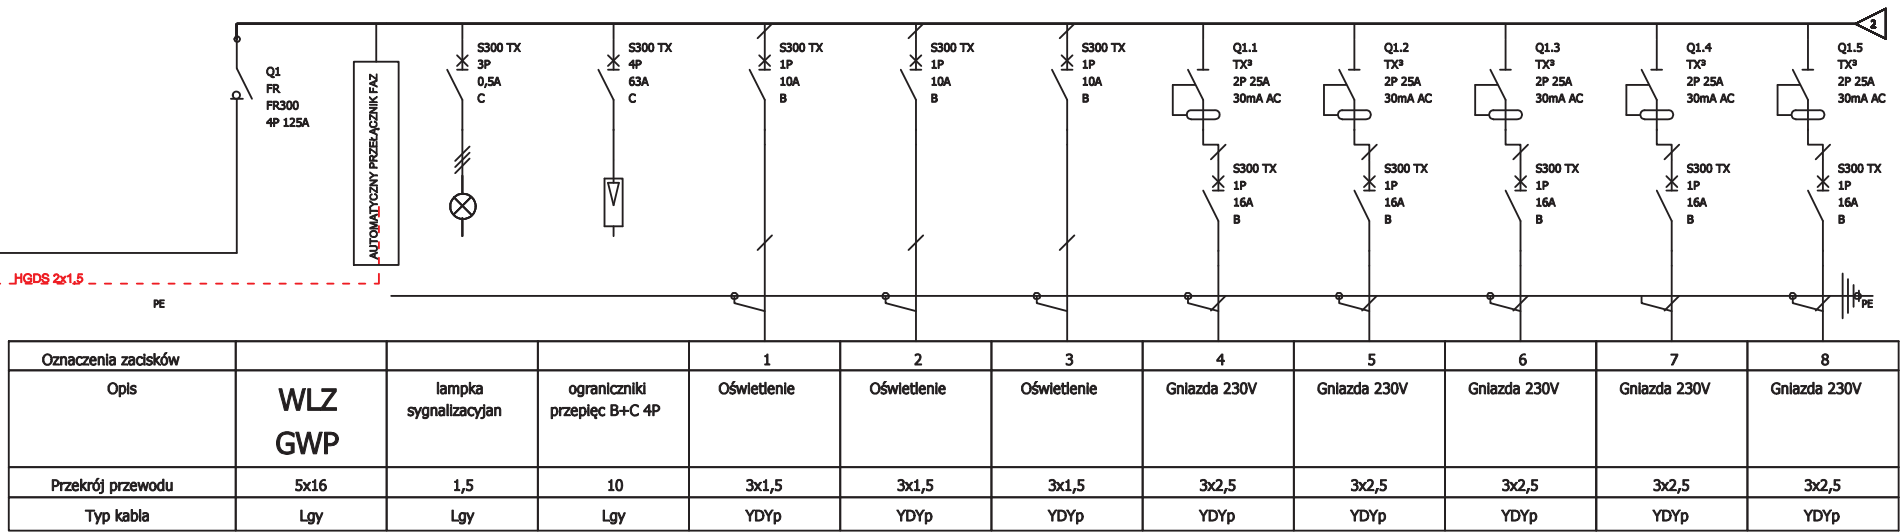 2
Q1
FR
FR300
4P 125A
AUTOMATYCZNY PRZEŁĄCZNIK FAZ
S300 TX
3P
0,5A
C
S300 TX
4P
63A
C
S300 TX
1P
10A
B
S300 TX
1P
10A
B
S300 TX
1P
10A
B
Q1.1
TX³
2P 25A
30mA AC
S300 TX
1P
16A
B
Q1.2
TX³
2P 25A
30mA AC
S300 TX
1P
16A
B
Q1.3
TX³
2P 25A
30mA AC
S300 TX
1P
16A
B
Q1.4
TX³
2P 25A
30mA AC
S300 TX
1P
16A
B
Q1.5
TX³
2P 25A
30mA AC
S300 TX
1P
16A
B
HGDS 2x1,5
PE
PE
Oznaczenia zacisków 1 2 3 4 5 6 7 8
Opis
WLZ
GWP
lampka
sygnalizacyjan
ograniczniki
przepięc B+C 4P
Oświetlenie
Oświetlenie
Oświetlenie
Gniazda 230V
Gniazda 230V
Gniazda 230V
Gniazda 230V
Gniazda 230V
Przekrój przewodu 5x16 1,5 10 3x1,5 3x1,5 3x1,5 3x2,5 3x2,5 3x2,5 3x2,5 3x2,5
Typ kabla Lgy Lgy Lgy YDYp YDYp YDYp YDYp YDYp YDYp YDYp YDYp